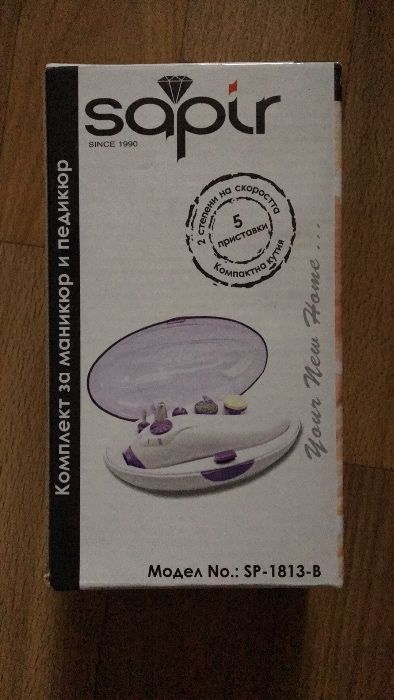 sapir
SINCE 1990
Комплект за маникюр и педикюр
2 степени на скоростта
5
приставки
Компактна кутия
Your New Home ...
Модел No.: SP-1813-B